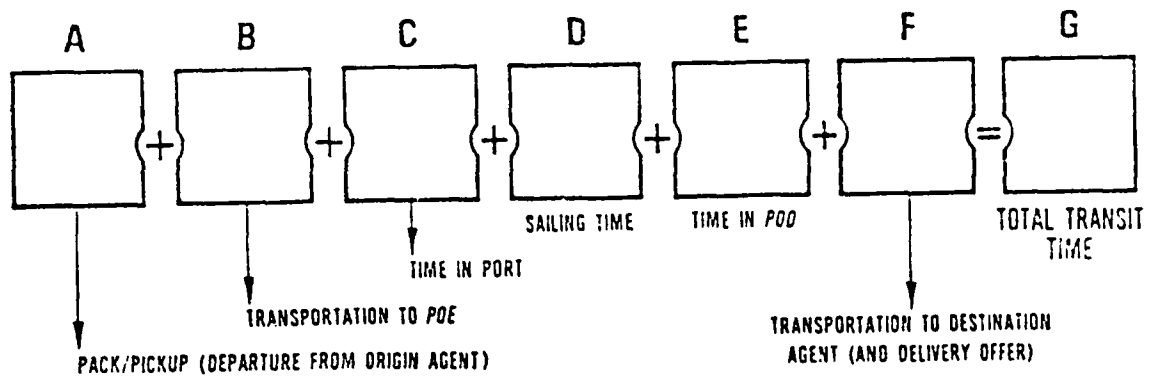 A B C D E F G
+ + + + + =
SAILING TIME
TIME IN POD
TOTAL TRANSIT
TIME
TIME IN PORT
TRANSPORTATION TO POE
TRANSPORTATION TO DESTINATION
AGENT (AND DELIVERY OFFER)
PACK/PICKUP (DEPARTURE FROM ORIGIN AGENT)